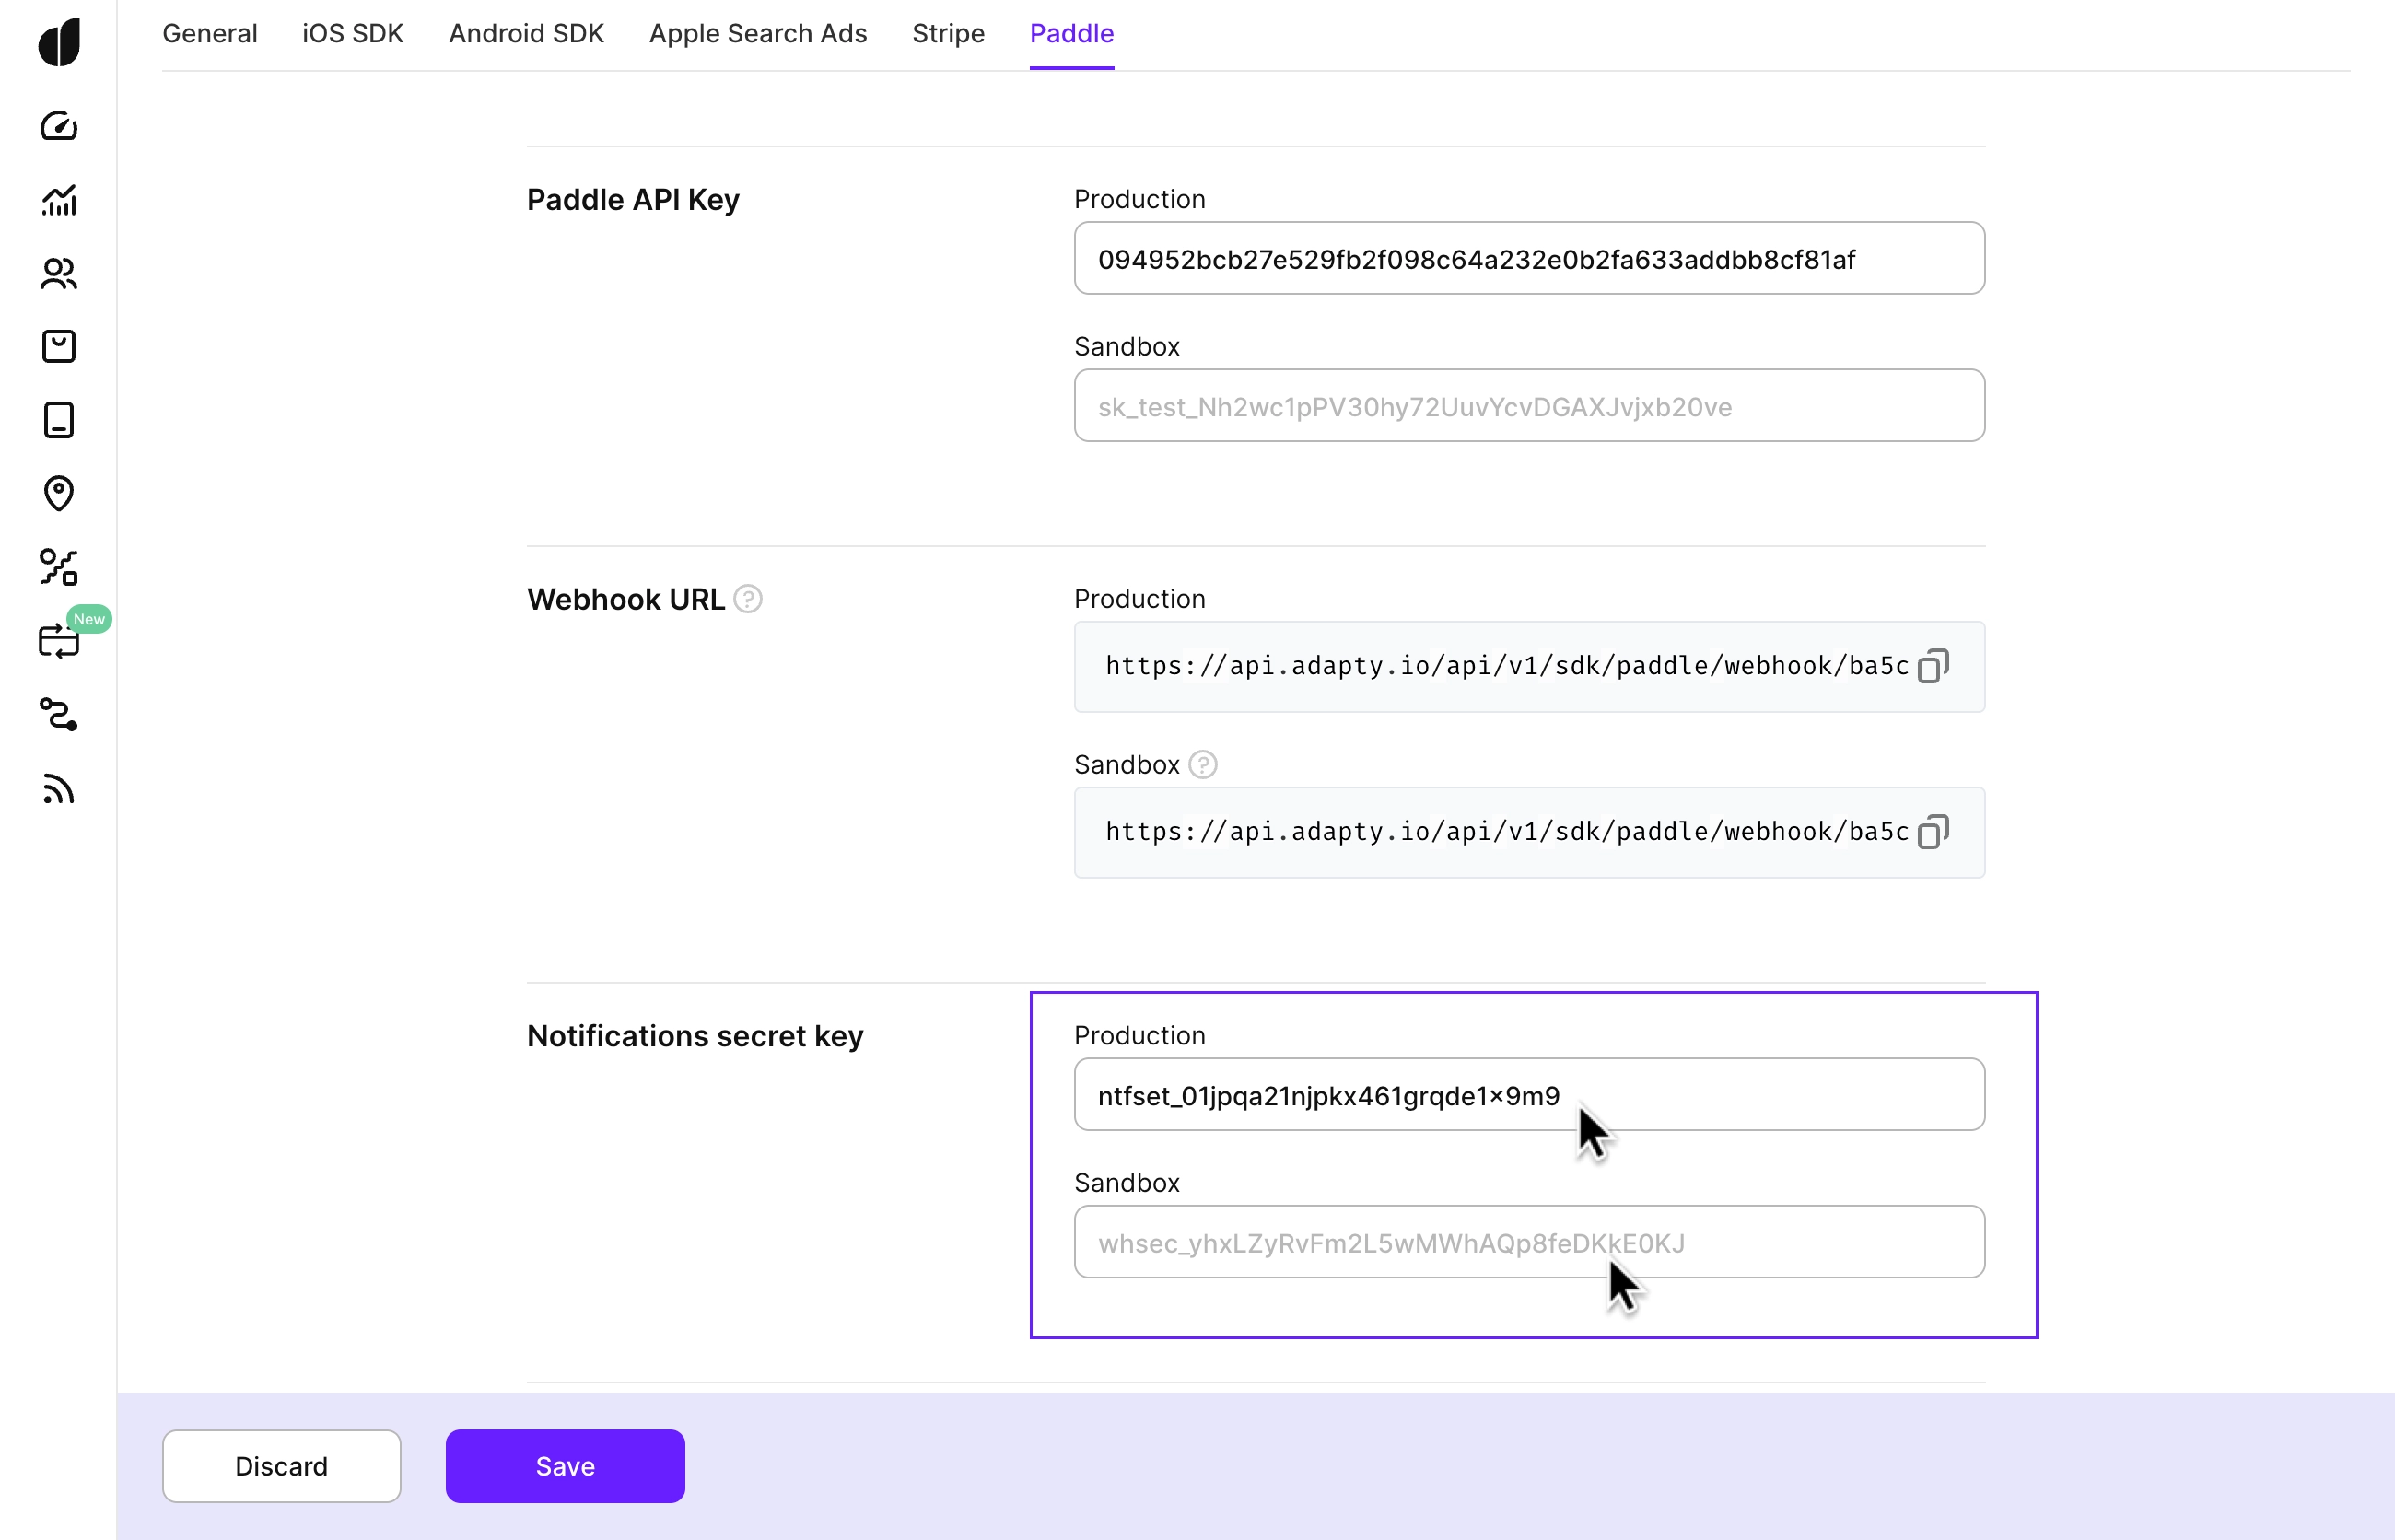 General iOS SDK Android SDK Apple Search Ads Stripe Paddle
Paddle API Key
Production
094952bcb27e529fb2f098c64a232e0b2fa633addbb8cf81af
Sandbox
sk_test_Nh2wc1pPV30hy72UuvYcvDGAXJvjxb20ve
New
Webhook URL ?
Production
https://api.adapty.io/api/v1/sdk/paddle/webhook/ba5c
Sandbox ?
https://api.adapty.io/api/v1/sdk/paddle/webhook/ba5c
Notifications secret key
Production
ntfset_01jpqa21njpkx461grqde1×9m9
Sandbox
whsec_yhxLZyRvFm2L5wMWhAQp8feDKkE0KJ
Discard Save